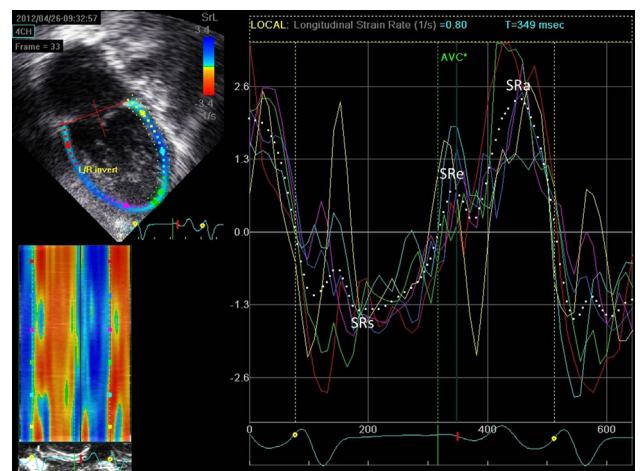 2012/04/26-09:32:57
4CH
Frame = 33
SrL
3.4
-3.4
1/s
L/R invert
LOCAL: Longitudinal Strain Rate (1/s) =0.80 T=349 msec
AVC*
2.6
1.3
0.0
-1.3
-2.6
SRa
SRe
SRs
0 200 400 600